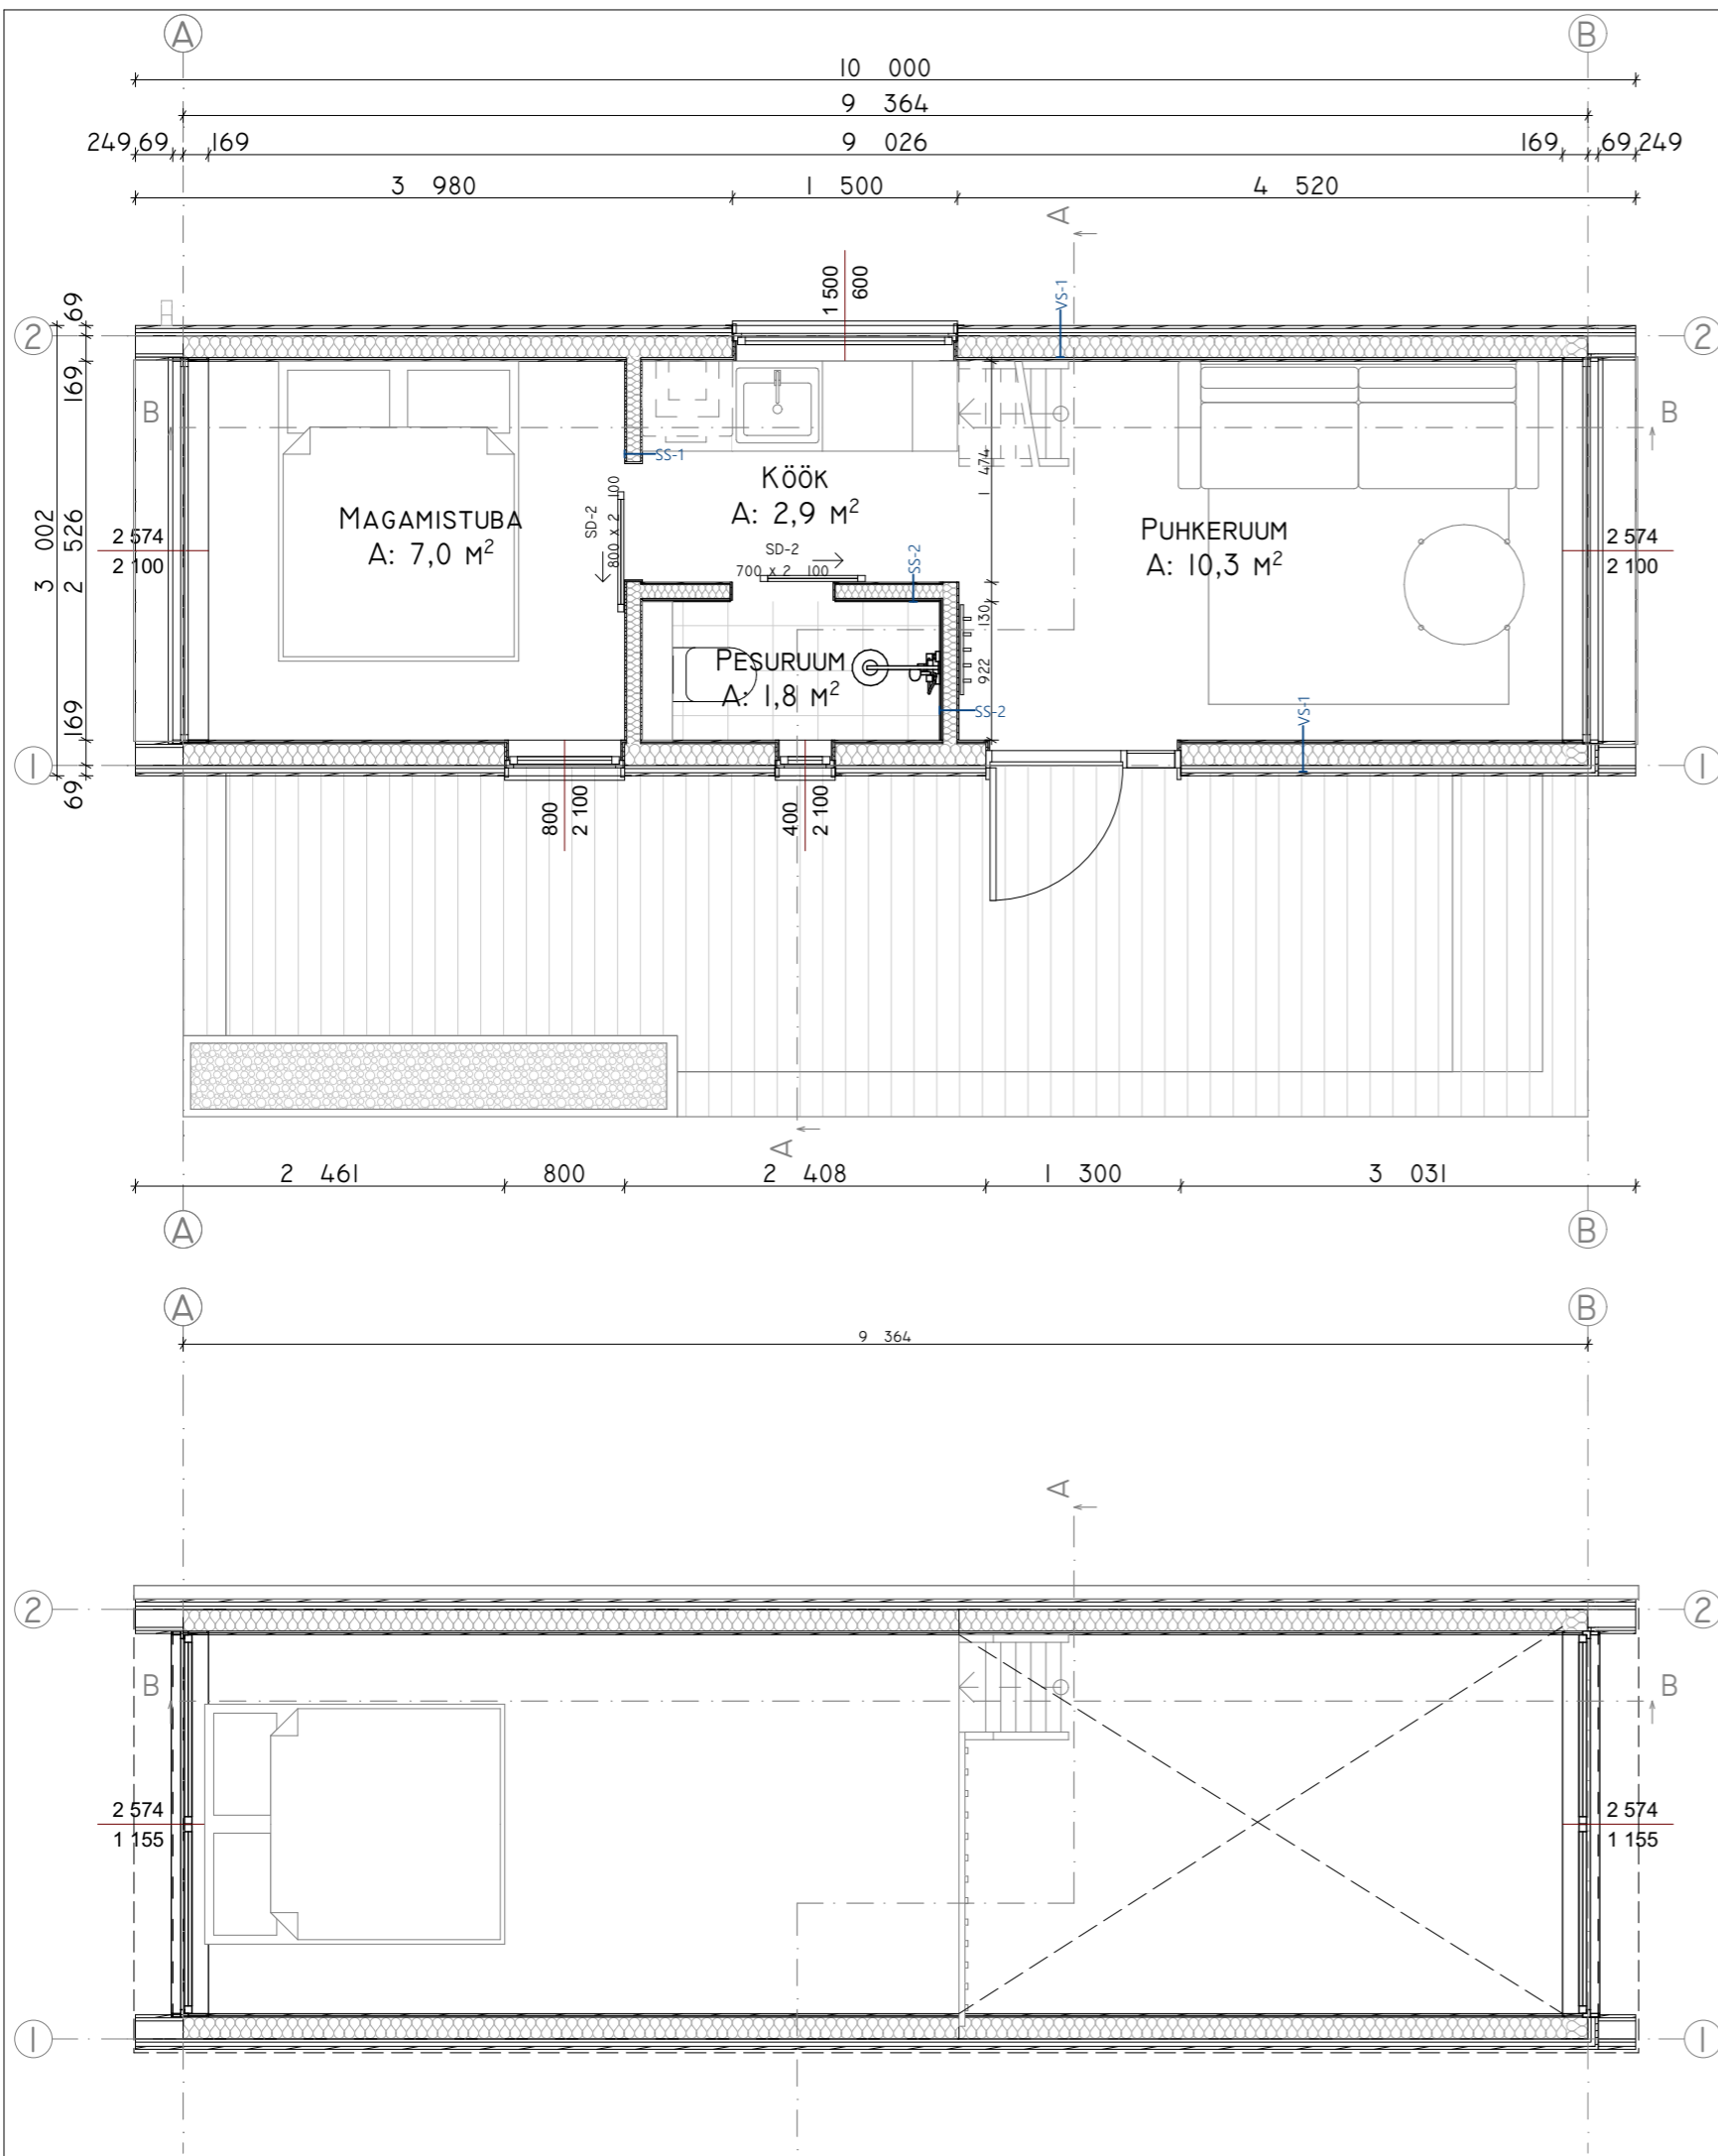 A B
10 000
9 364
249 69 169 9 026 169 69 249
3 980 1 500 4 520
A
1 500
600
VS-1
69
2 2
169
B B
SS-1
1 474
KÖÖK
A: 2,9 M²
3 002
2 526
MAGAMISTUBA
A: 7,0 M²
SD-2
800 x 2 100
PUHKERUUM
A: 10,3 M²
2 574
2 100
2 574
2 100
SD-2
700 x 2 100
SS-2
130
922
PESURUUM
A: 1,8 M²
SS-2
VS-1
169
1 1
69
800
2 100
400
2 100
A
2 461 800 2 408 1 300 3 031
A B
A B
9 364
A
2 2
B B
2 574
1 155
2 574
1 155
1 1